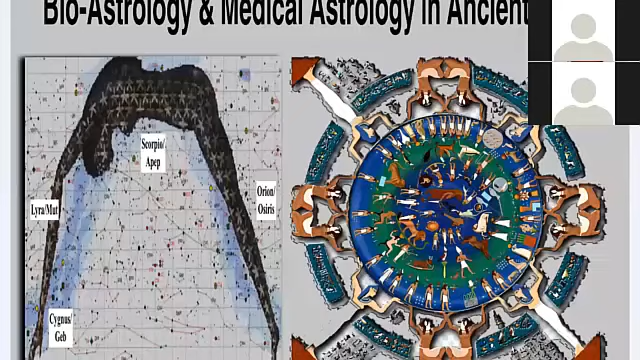 Bio-Astrology & Medical Astrology in Ancient
Scorpio/
Apep
Lyra/Mut
Orion/
Osiris
Cygnus/
Geb